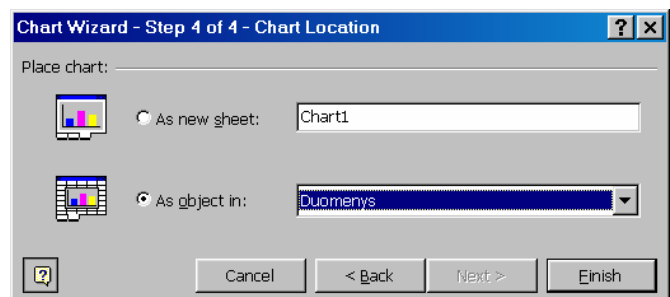 Chart Wizard - Step 4 of 4 - Chart Location
Place chart:
As new sheet: Chart1
As object in: Duomenys
Cancel < Back Next > Finish